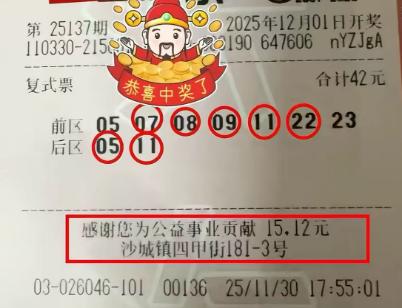 第 25137期
2025年12月01日开奖
110330-2150
0190 647606 nYZJgA
恭喜中奖了
复式票
合计42元
前区 05 07 08 09 11 22 23
后区 05 11
感谢您为公益事业贡献 15.12元
沙城镇四甲街181-3号
03-026046-101 00136 25/11/30 17:55:01